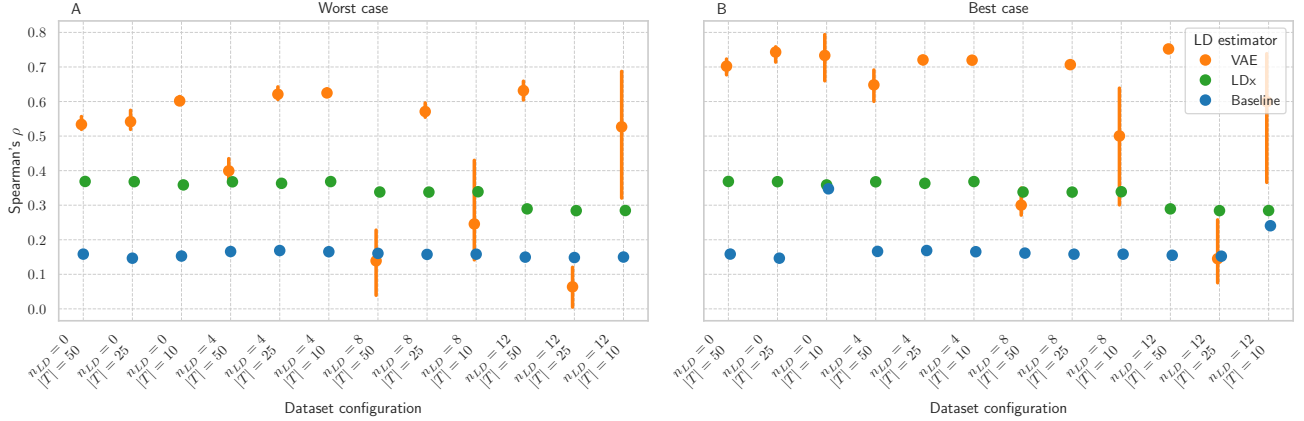 A
Worst case
B
Best case
Spearman's ρ
0.8
0.7
0.6
0.5
0.4
0.3
0.2
0.1
0.0
LD estimator
VAE
LDx
Baseline
n_LD = 0
|T| = 50
n_LD = 0
|T| = 25
n_LD = 0
|T| = 10
n_LD = 4
|T| = 50
n_LD = 4
|T| = 25
n_LD = 4
|T| = 10
n_LD = 8
|T| = 50
n_LD = 8
|T| = 25
n_LD = 8
|T| = 10
n_LD = 12
|T| = 50
n_LD = 12
|T| = 25
n_LD = 12
|T| = 10
n_LD = 0
|T| = 50
n_LD = 0
|T| = 25
n_LD = 0
|T| = 10
n_LD = 4
|T| = 50
n_LD = 4
|T| = 25
n_LD = 4
|T| = 10
n_LD = 8
|T| = 50
n_LD = 8
|T| = 25
n_LD = 8
|T| = 10
n_LD = 12
|T| = 50
n_LD = 12
|T| = 25
n_LD = 12
|T| = 10
Dataset configuration
Dataset configuration